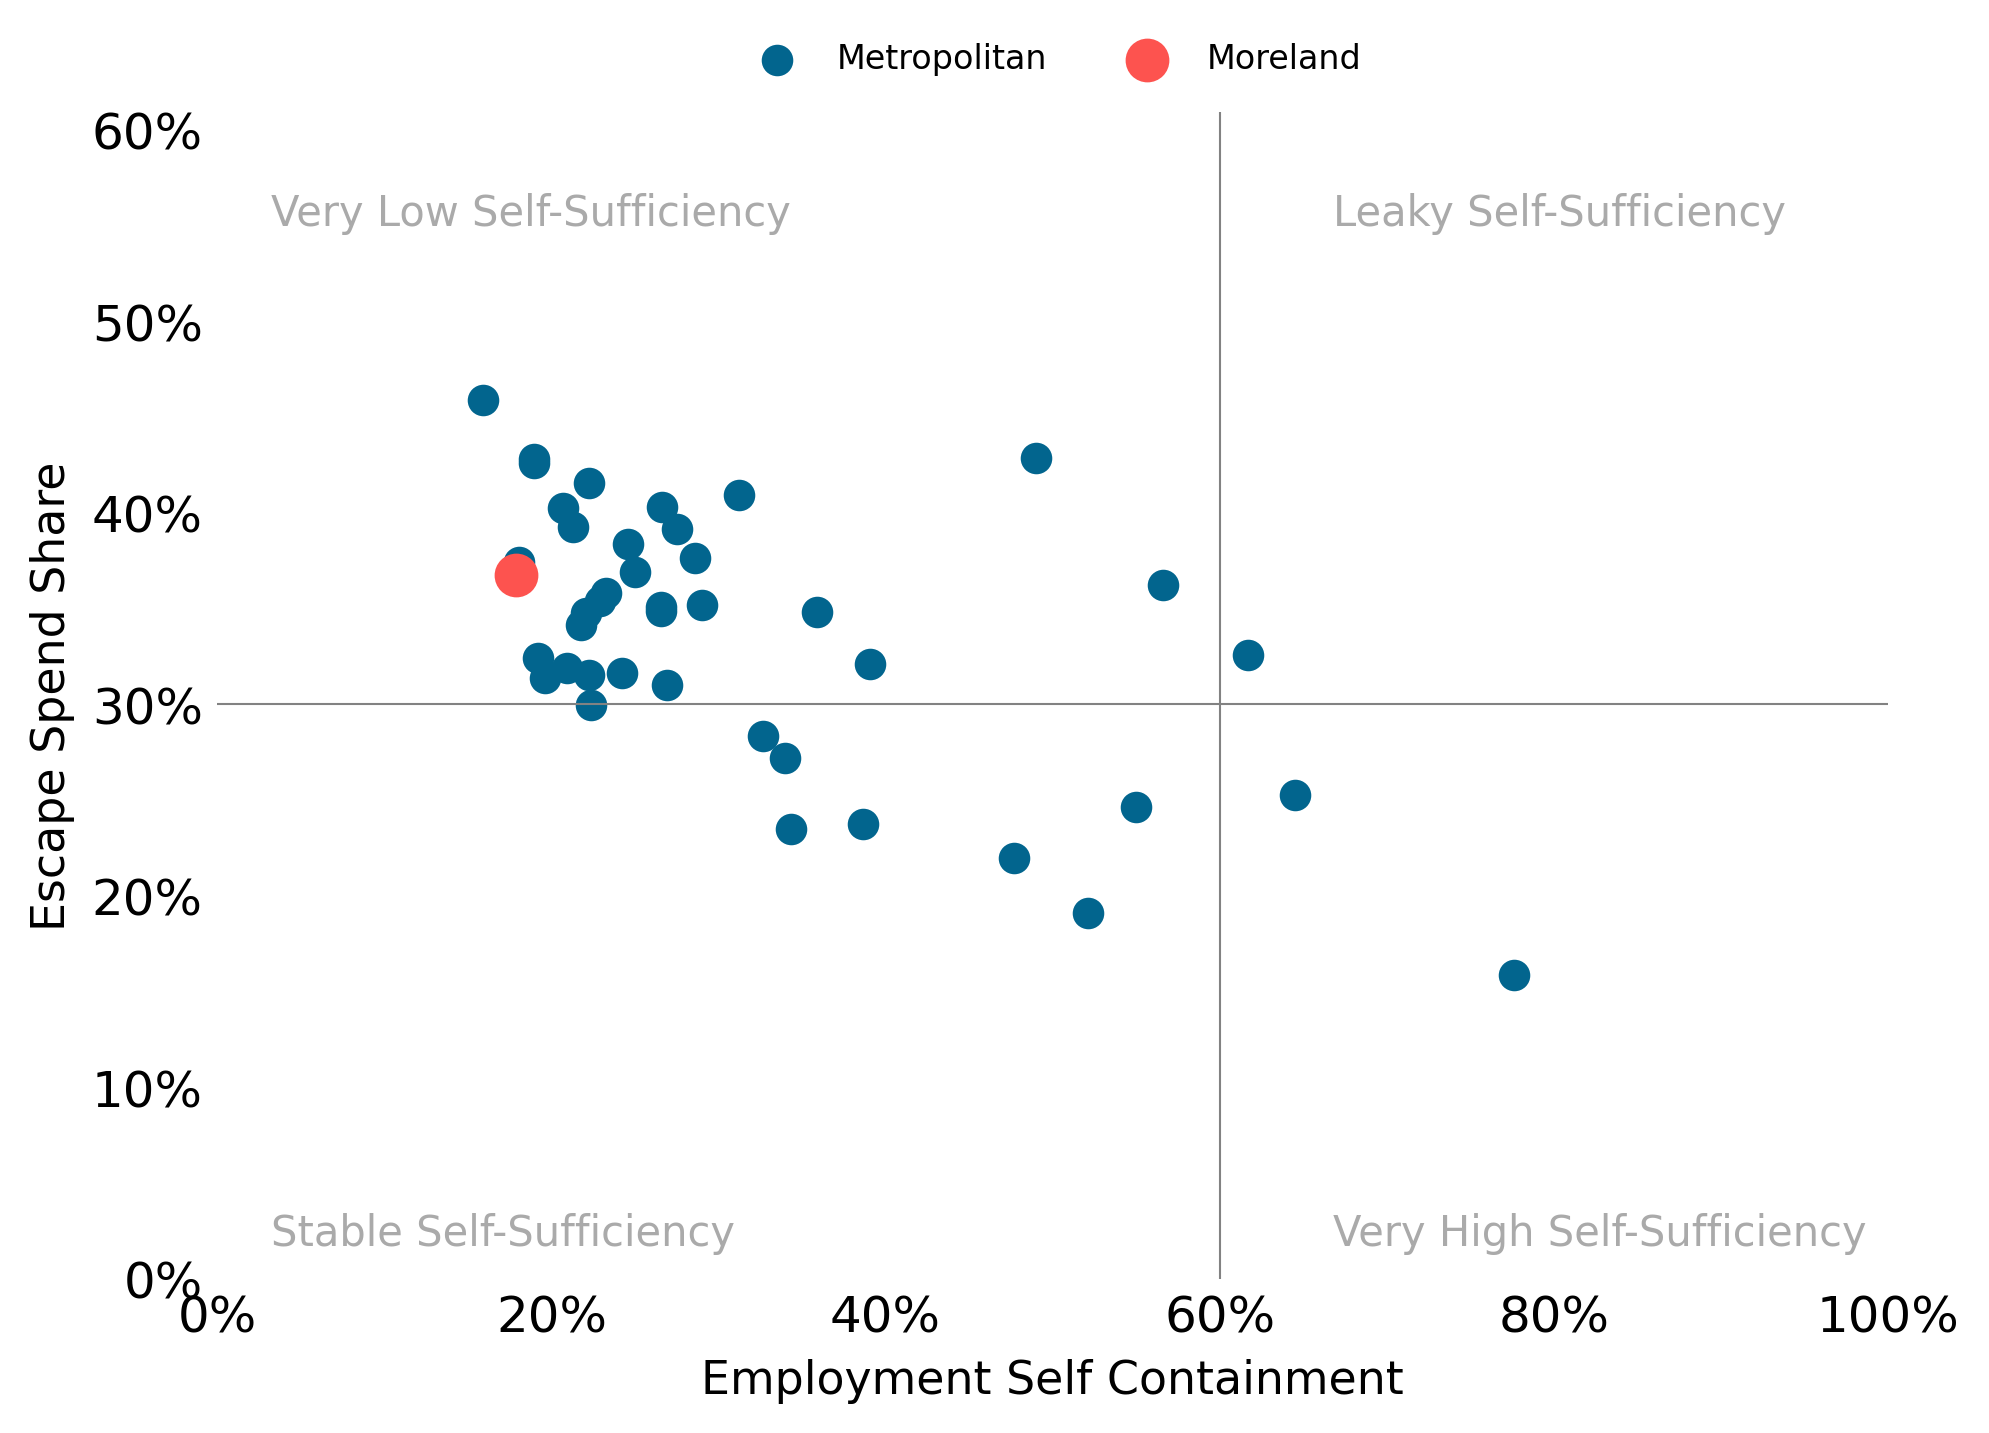 Metropolitan Moreland
60%
Very Low Self-Sufficiency Leaky Self-Sufficiency
50%
40%
30%
20%
10%
Stable Self-Sufficiency Very High Self-Sufficiency
0%
0% 20% 40% 60% 80% 100%
Employment Self Containment
Escape Spend Share